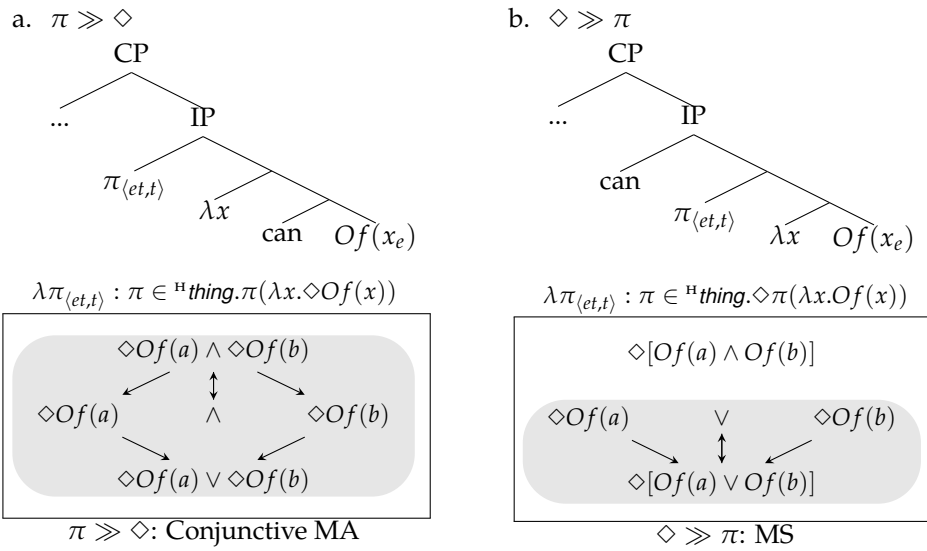 a. π ≫ ◇
CP
...
IP
π⟨et,t⟩
λx
can
Of(xₑ)
λπ⟨et,t⟩ : π ∈ ᴴthing.π(λx.◇Of(x))
◇Of(a) ∧ ◇Of(b)
◇Of(a) ∧ ◇Of(b)
◇Of(a) ∨ ◇Of(b)
π ≫ ◇: Conjunctive MA
b. ◇ ≫ π
CP
...
IP
can
π⟨et,t⟩
λx
Of(xₑ)
λπ⟨et,t⟩ : π ∈ ᴴthing.◇π(λx.Of(x))
◇[Of(a) ∧ Of(b)]
◇Of(a) ∨ ◇Of(b)
◇[Of(a) ∨ Of(b)]
◇ ≫ π: MS